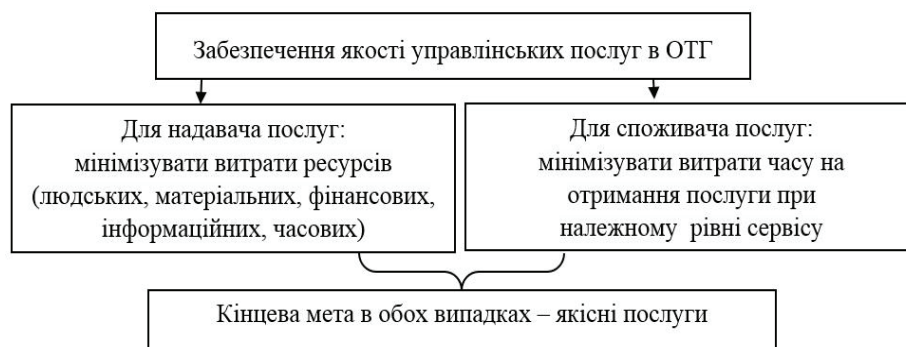 Забезпечення якості управлінських послуг в ОТГ
Для надавача послуг:
мінімізувати витрати ресурсів
(людських, матеріальних, фінансових,
інформаційних, часових)
Для споживача послуг:
мінімізувати витрати часу на
отримання послуги при
належному рівні сервісу
Кінцева мета в обох випадках – якісні послуги